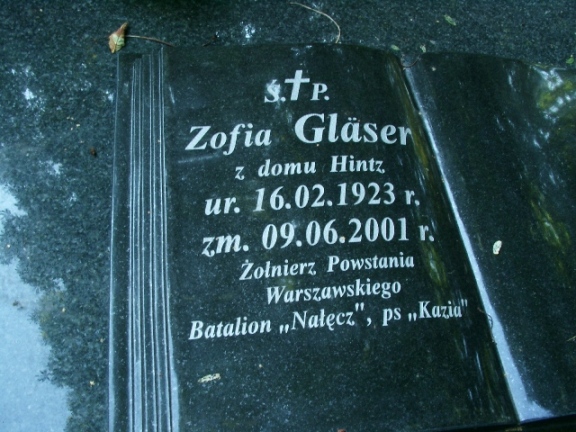 Ś.✝P.
Zofia Gläser
z domu Hintz
ur. 16.02.1923 r.
zm. 09.06.2001 r.
Żołnierz Powstania
Warszawskiego
Batalion „Nałęcz", ps „Kazia"